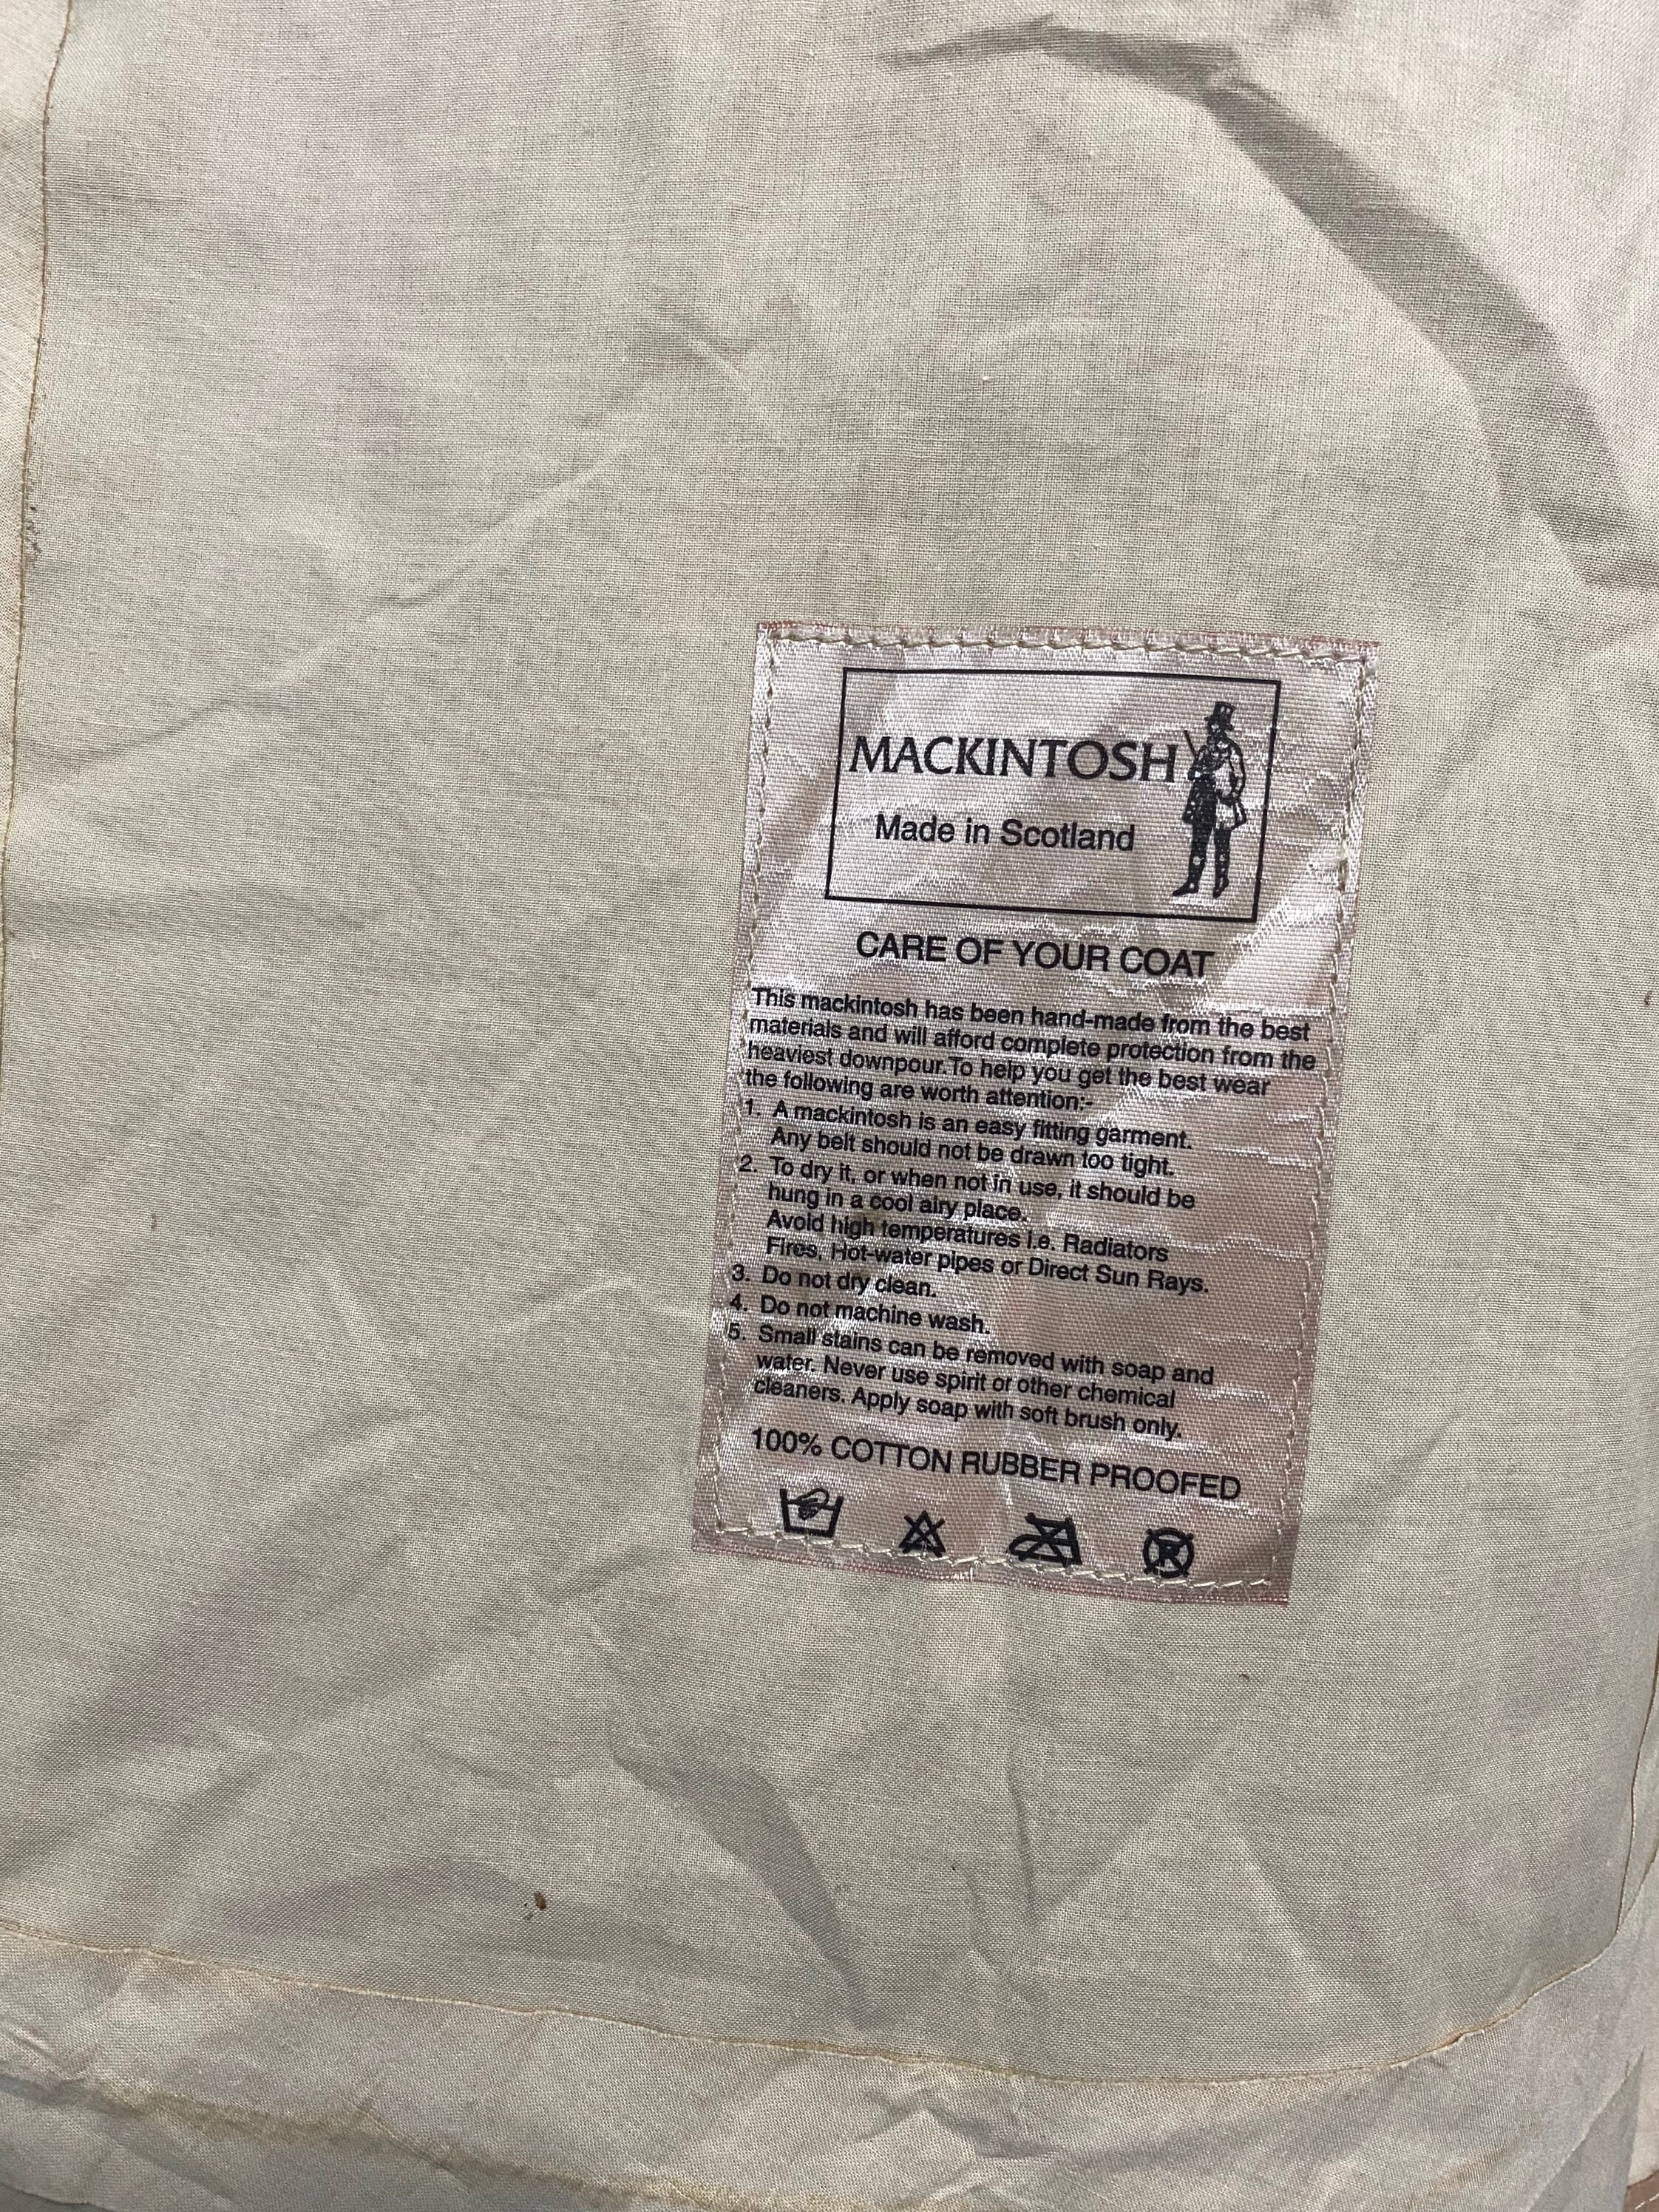 MACKINTOSH
Made in Scotland
CARE OF YOUR COAT
This mackintosh has been hand-made from the best
materials and will afford complete protection from the
heaviest downpour. To help you get the best wear
the following are worth attention:-
1. A mackintosh is an easy fitting garment.
Any belt should not be drawn too tight.
2. To dry it, or when not in use, it should be
hung in a cool airy place.
Avoid high temperatures i.e. Radiators
Fires, Hot-water pipes or Direct Sun Rays.
3. Do not dry clean.
4. Do not machine wash.
5. Small stains can be removed with soap and
water. Never use spirit or other chemical
cleaners. Apply soap with soft brush only.
100% COTTON RUBBER PROOFED